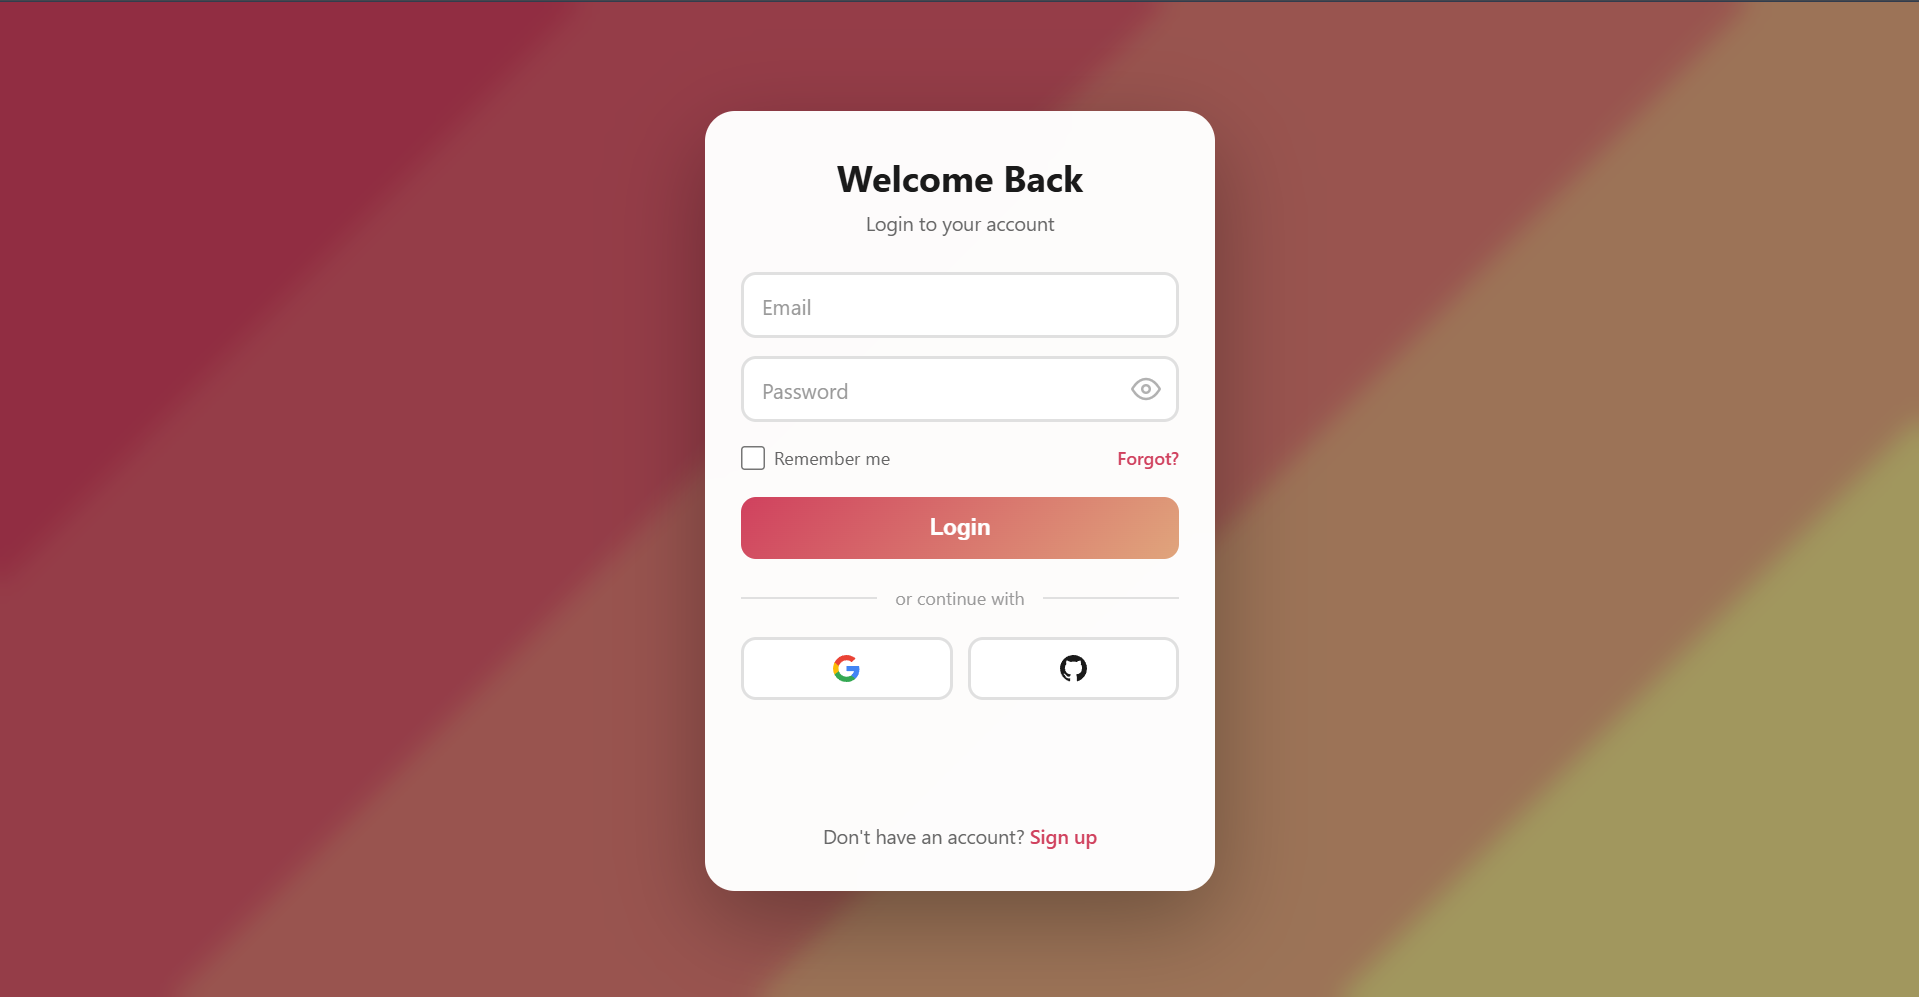 Welcome Back
Login to your account
Email
Password
Remember me
Forgot?
Login
or continue with
Don't have an account? Sign up